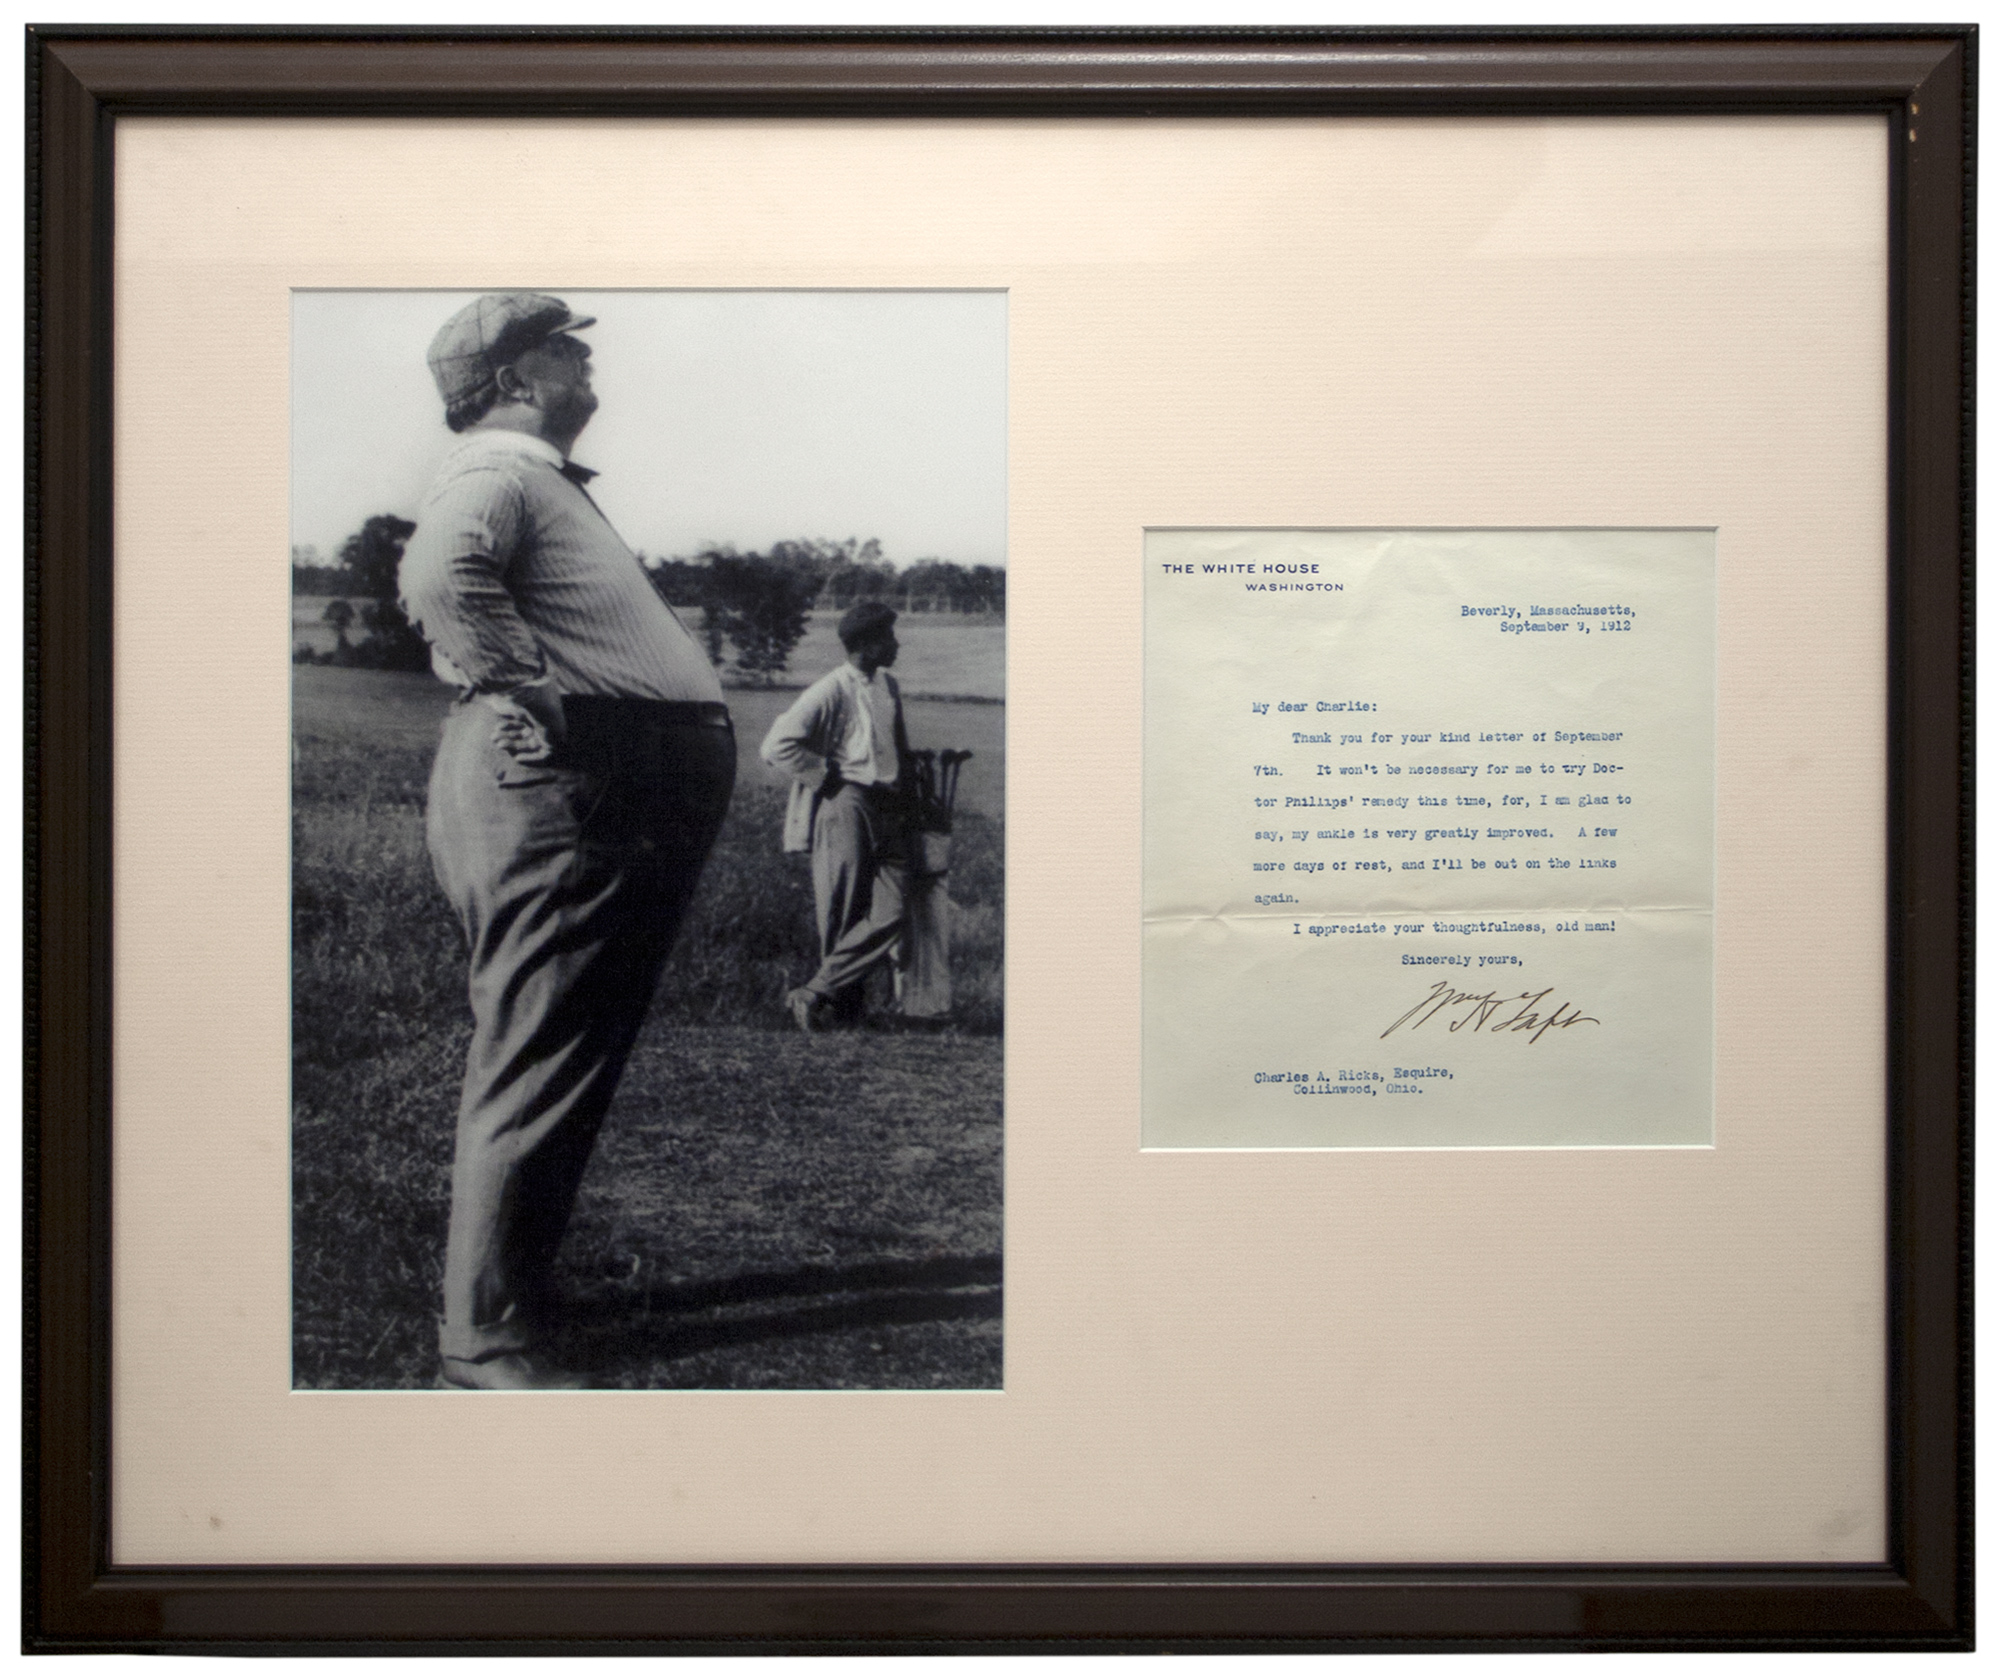 THE WHITE HOUSE
WASHINGTON
Beverly, Massachusetts,
September 9, 1912
My dear Charlie:
Thank you for your kind letter of September
7th. It won't be necessary for me to try Doc-
tor Phillips' remedy this time, for, I am glad to
say, my ankle is very greatly improved. A few
more days of rest, and I'll be out on the links
again.
I appreciate your thoughtfulness, old man!
Sincerely yours,
Wm H Taft
Charles A. Ricks, Esquire,
Collinwood, Ohio.